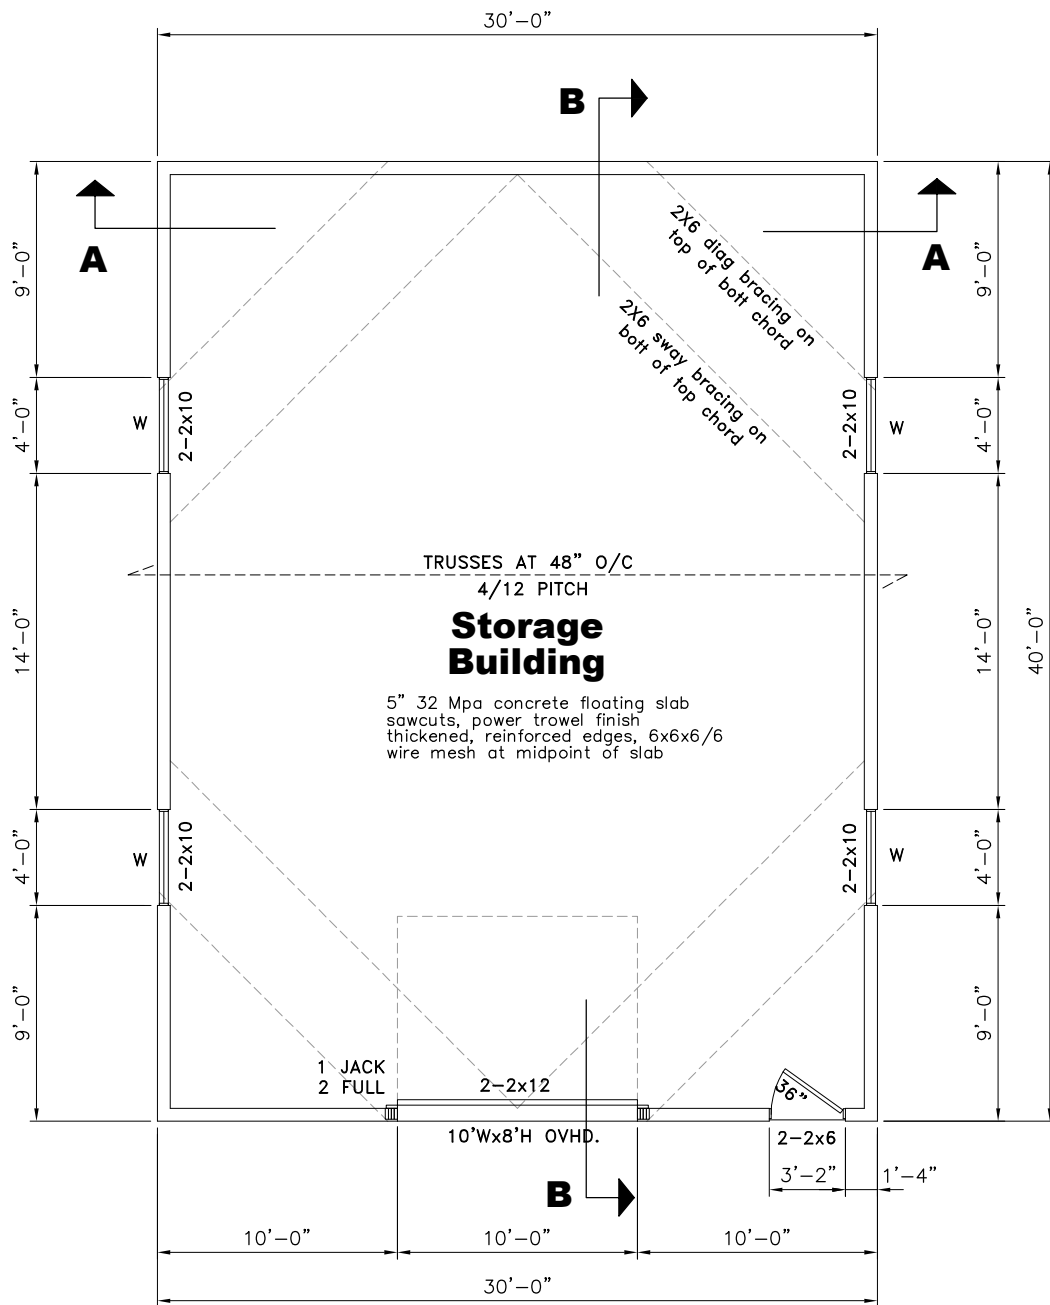 30'-0"
B
A
A
9'-0"
9'-0"
2X6 diag bracing on
top of bott chord
2X6 sway bracing on
bott of top chord
4'-0"
W
2-2x10
2-2x10
W
4'-0"
TRUSSES AT 48" O/C
4/12 PITCH
Storage
Building
14'-0"
14'-0"
40'-0"
5" 32 Mpa concrete floating slab
sawcuts, power trowel finish
thickened, reinforced edges, 6x6x6/6
wire mesh at midpoint of slab
4'-0"
W
2-2x10
2-2x10
W
4'-0"
9'-0"
9'-0"
1 JACK
2 FULL
2-2x12
36"
10'Wx8'H OVHD.
2-2x6
3'-2"
1'-4"
B
10'-0"
10'-0"
10'-0"
30'-0"